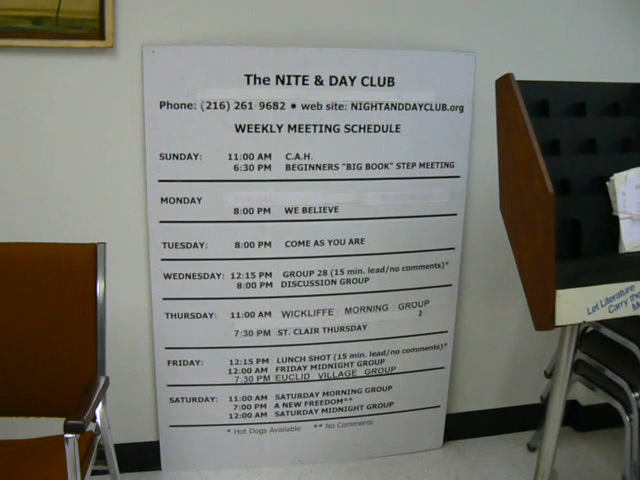 The NITE & DAY CLUB
Phone: (216) 261-9682 • web site: NIGHTANDDAYCLUB.org
WEEKLY MEETING SCHEDULE
SUNDAY: 11:00 AM C.A.H.
6:30 PM BEGINNERS "BIG BOOK" STEP MEETING
MONDAY
8:00 PM WE BELIEVE
TUESDAY: 8:00 PM COME AS YOU ARE
WEDNESDAY: 12:15 PM GROUP 28 (15 min. lead/no comments)*
8:00 PM DISCUSSION GROUP
THURSDAY: 11:00 AM WICKLIFFE MORNING GROUP
2
7:30 PM ST. CLAIR THURSDAY
FRIDAY: 12:15 PM LUNCH SHOT (15 min. lead/no comments)*
12:00 AM FRIDAY MIDNIGHT GROUP
7:30 PM EUCLID VILLAGE GROUP
SATURDAY: 11:00 AM SATURDAY MORNING GROUP
7:00 PM A NEW FREEDOM**
12:00 AM SATURDAY MIDNIGHT GROUP
* Hot Dogs Available ** No Comments
Let Literature
Carry the